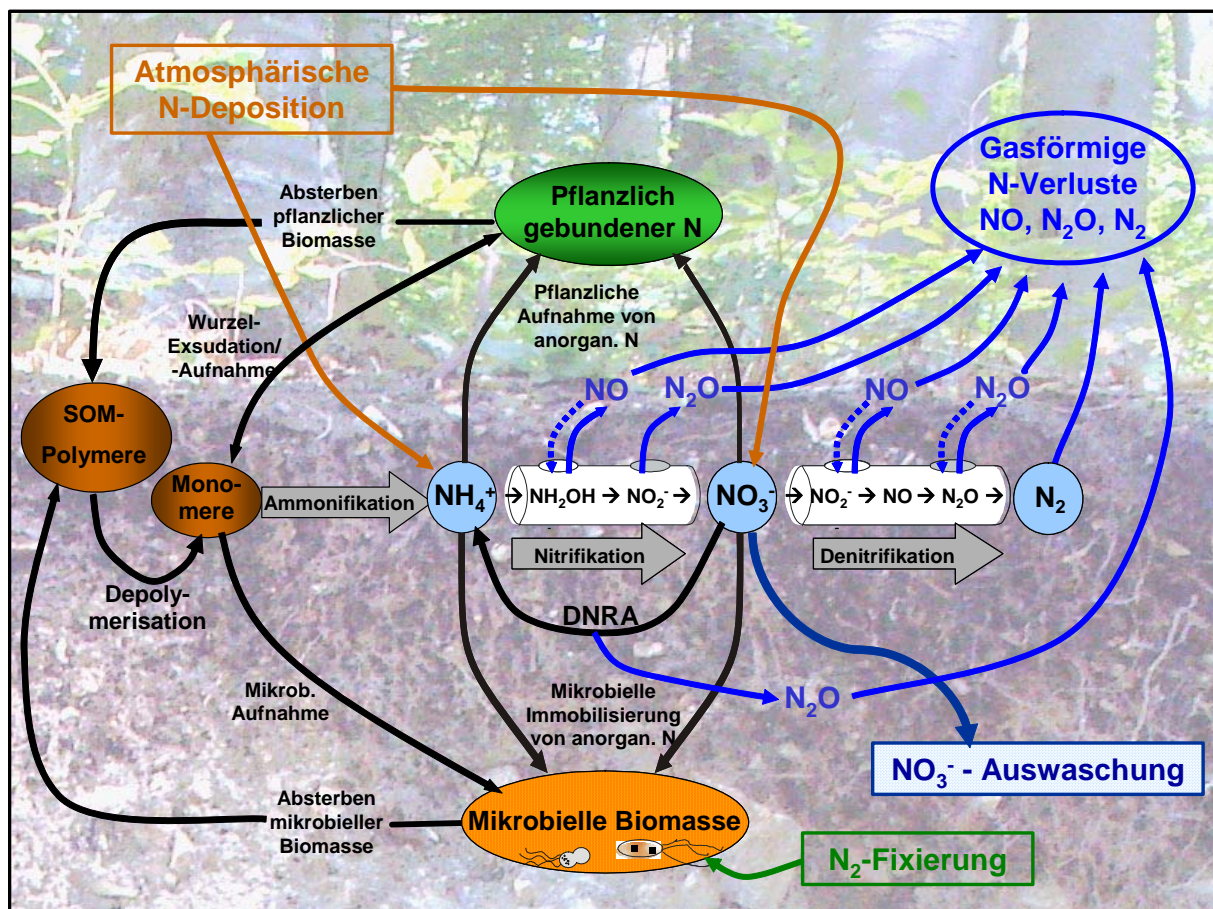 Atmosphärische
N-Deposition
Gasförmige
N-Verluste
NO, N₂O, N₂
Absterben
pflanzlicher
Biomasse
Pflanzlich
gebundener N
Pflanzliche
Aufnahme von
anorgan. N
Wurzel-
Exsudation/
-Aufnahme
NO
N₂O
NO
N₂O
SOM-
Polymere
Mono-
mere
Ammonifikation
NH₄⁺
NH₂OH
NO₂⁻
NO₃⁻
NO₂⁻
NO
N₂O
N₂
Nitrifikation
Denitrifikation
Depoly-
merisation
DNRA
Mikrob.
Aufnahme
Mikrobielle
Immobilisierung
von anorgan. N
N₂O
NO₃⁻ - Auswaschung
Absterben
mikrobieller
Biomasse
Mikrobielle Biomasse
N₂-Fixierung